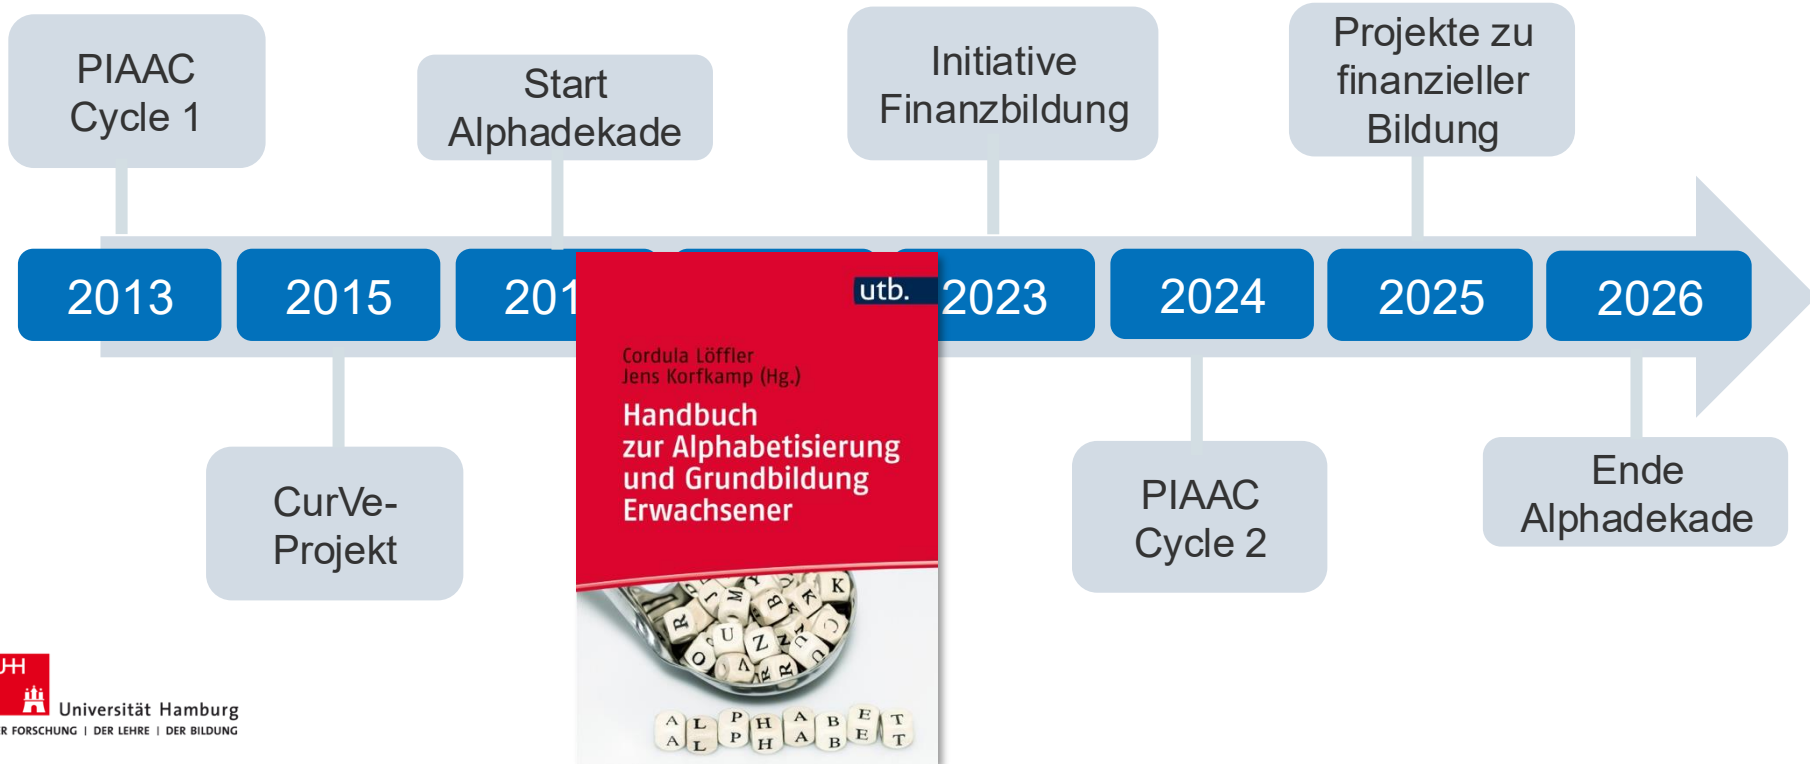 PIAAC
Cycle 1
Start
Alphadekade
Initiative
Finanzbildung
Projekte zu
finanzieller
Bildung
2013
2015
201
2023
2024
2025
2026
CurVe-
Projekt
utb.
Cordula Löffler
Jens Korfkamp (Hg.)
Handbuch
zur Alphabetisierung
und Grundbildung
Erwachsener
ALPHABET
PIAAC
Cycle 2
Ende
Alphadekade
Universität Hamburg
DER LEHRE | DER BILDUNG